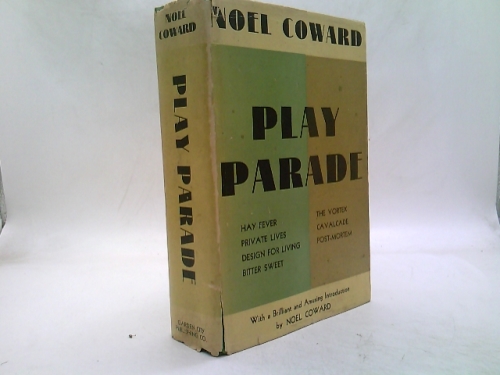 NOEL
COWARD
PLAY PARADE
GARDEN CITY
PUB. CO.
NOEL COWARD
PLAY
PARADE
HAY FEVER
PRIVATE LIVES
DESIGN FOR LIVING
BITTER SWEET
THE VORTEX
CAVALCADE
POST-MORTEM
With a Brilliant and Amusing Introduction
by NOEL COWARD